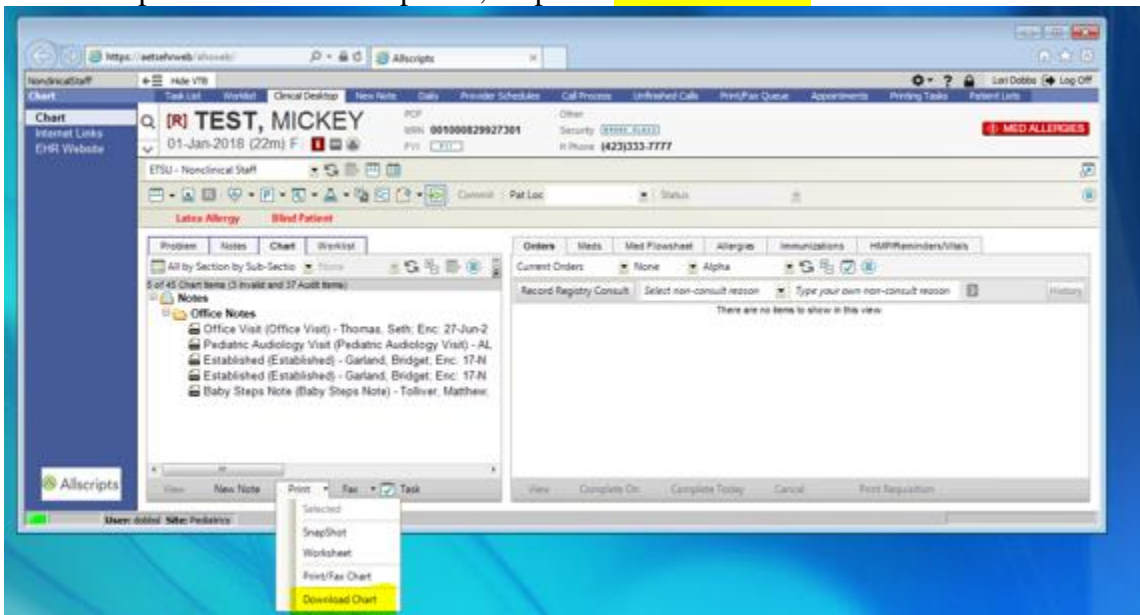 https://aetsehrweb/ahsweb/ Allscripts
NonclinicalStaff Hide VTB Lori Dobbs Log Off
Chart Task List Worklist Clinical Desktop New Note Daily Provider Schedules Call Process Unfinished Calls Print/Fax Queue Appointments Printing Tasks Patient Lists
Chart
Internet Links
EHR Website
[R] TEST, MICKEY PCP Other
MRN 001000829927301 Security
01-Jan-2018 (22m) F FYI H Phone (423)333-7777
MED ALLERGIES
ETSU - Nonclinical Staff
Commit Pat Loc Status
Latex Allergy Blind Patient
Problem Notes Chart Worklist Orders Meds Med Flowsheet Allergies Immunizations HMP/Reminders/Vitals
All by Section by Sub-Sectio None Current Orders None Alpha
5 of 45 Chart Items (3 Invalid and 37 Audit Items) Record Registry Consult Select non-consult reason Type your own non-consult reason History
Notes There are no items to show in this view.
Office Notes
Office Visit (Office Visit) - Thomas, Seth; Enc: 27-Jun-2
Pediatric Audiology Visit (Pediatric Audiology Visit) - AL
Established (Established) - Garland, Bridget; Enc: 17-N
Established (Established) - Garland, Bridget; Enc: 17-N
Baby Steps Note (Baby Steps Note) - Tolliver, Matthew;
Allscripts
View New Note Print Fax Task View Complete On Complete Today Cancel Print Requisition
User: dobbsl Site: Pediatrics
Selected
SnapShot
Worksheet
Print/Fax Chart
Download Chart